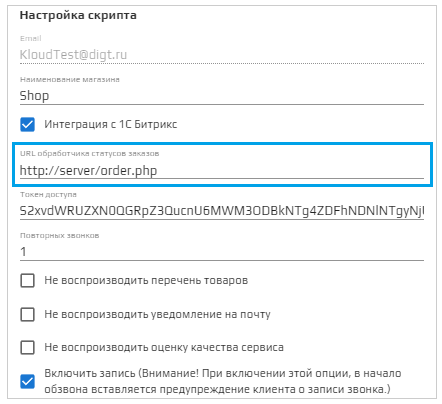 Настройка скрипта
Email
KloudTest@digt.ru
Наименование магазина
Shop
Интеграция с 1С Битрикс
URL обработчика статусов заказов
http://server/order.php
Токен доступа
S2xvdWRUZXN0QGRpZ3QucnU6MWM3ODBkNTg4ZDFhNDNlNTgyNjU
Повторных звонков
1
Не воспроизводить перечень товаров
Не воспроизводить уведомление на почту
Не воспроизводить оценку качества сервиса
Включить запись (Внимание! При включении этой опции, в начало
обзвона вставляется предупреждение клиента о записи звонка.)